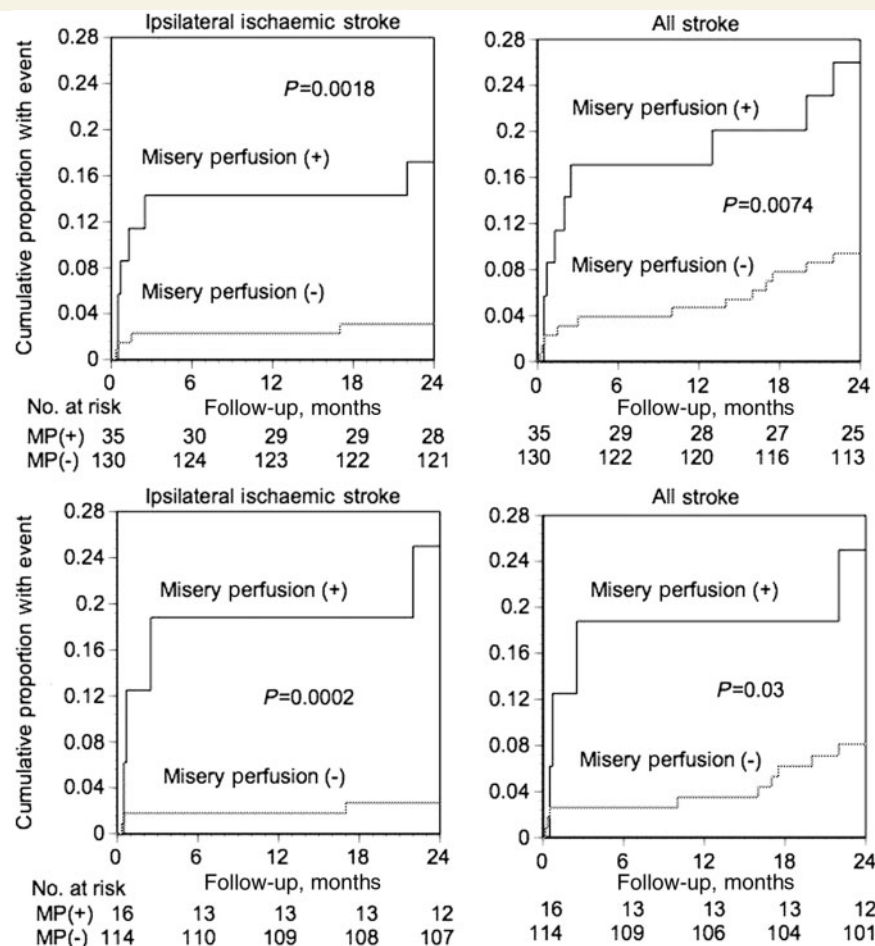 Ipsilateral ischaemic stroke
Cumulative proportion with event
0.28
0.24
0.2
0.16
0.12
0.08
0.04
0
P=0.0018
Misery perfusion (+)
Misery perfusion (-)
0 6 12 18 24
No. at risk
Follow-up, months
MP(+) 35 30 29 29 28
MP(-) 130 124 123 122 121
All stroke
0.28
0.24
0.2
0.16
0.12
0.08
0.04
0
Misery perfusion (+)
P=0.0074
Misery perfusion (-)
0 6 12 18 24
Follow-up, months
35 29 28 27 25
130 122 120 116 113
Ipsilateral ischaemic stroke
Cumulative proportion with event
0.28
0.24
0.2
0.16
0.12
0.08
0.04
0
Misery perfusion (+)
P=0.0002
Misery perfusion (-)
0 6 12 18 24
No. at risk
Follow-up, months
MP(+) 16 13 13 13 12
MP(-) 114 110 109 108 107
All stroke
0.28
0.24
0.2
0.16
0.12
0.08
0.04
0
Misery perfusion (+)
P=0.03
Misery perfusion (-)
0 6 12 18 24
Follow-up, months
16 13 13 13 12
114 109 106 104 101